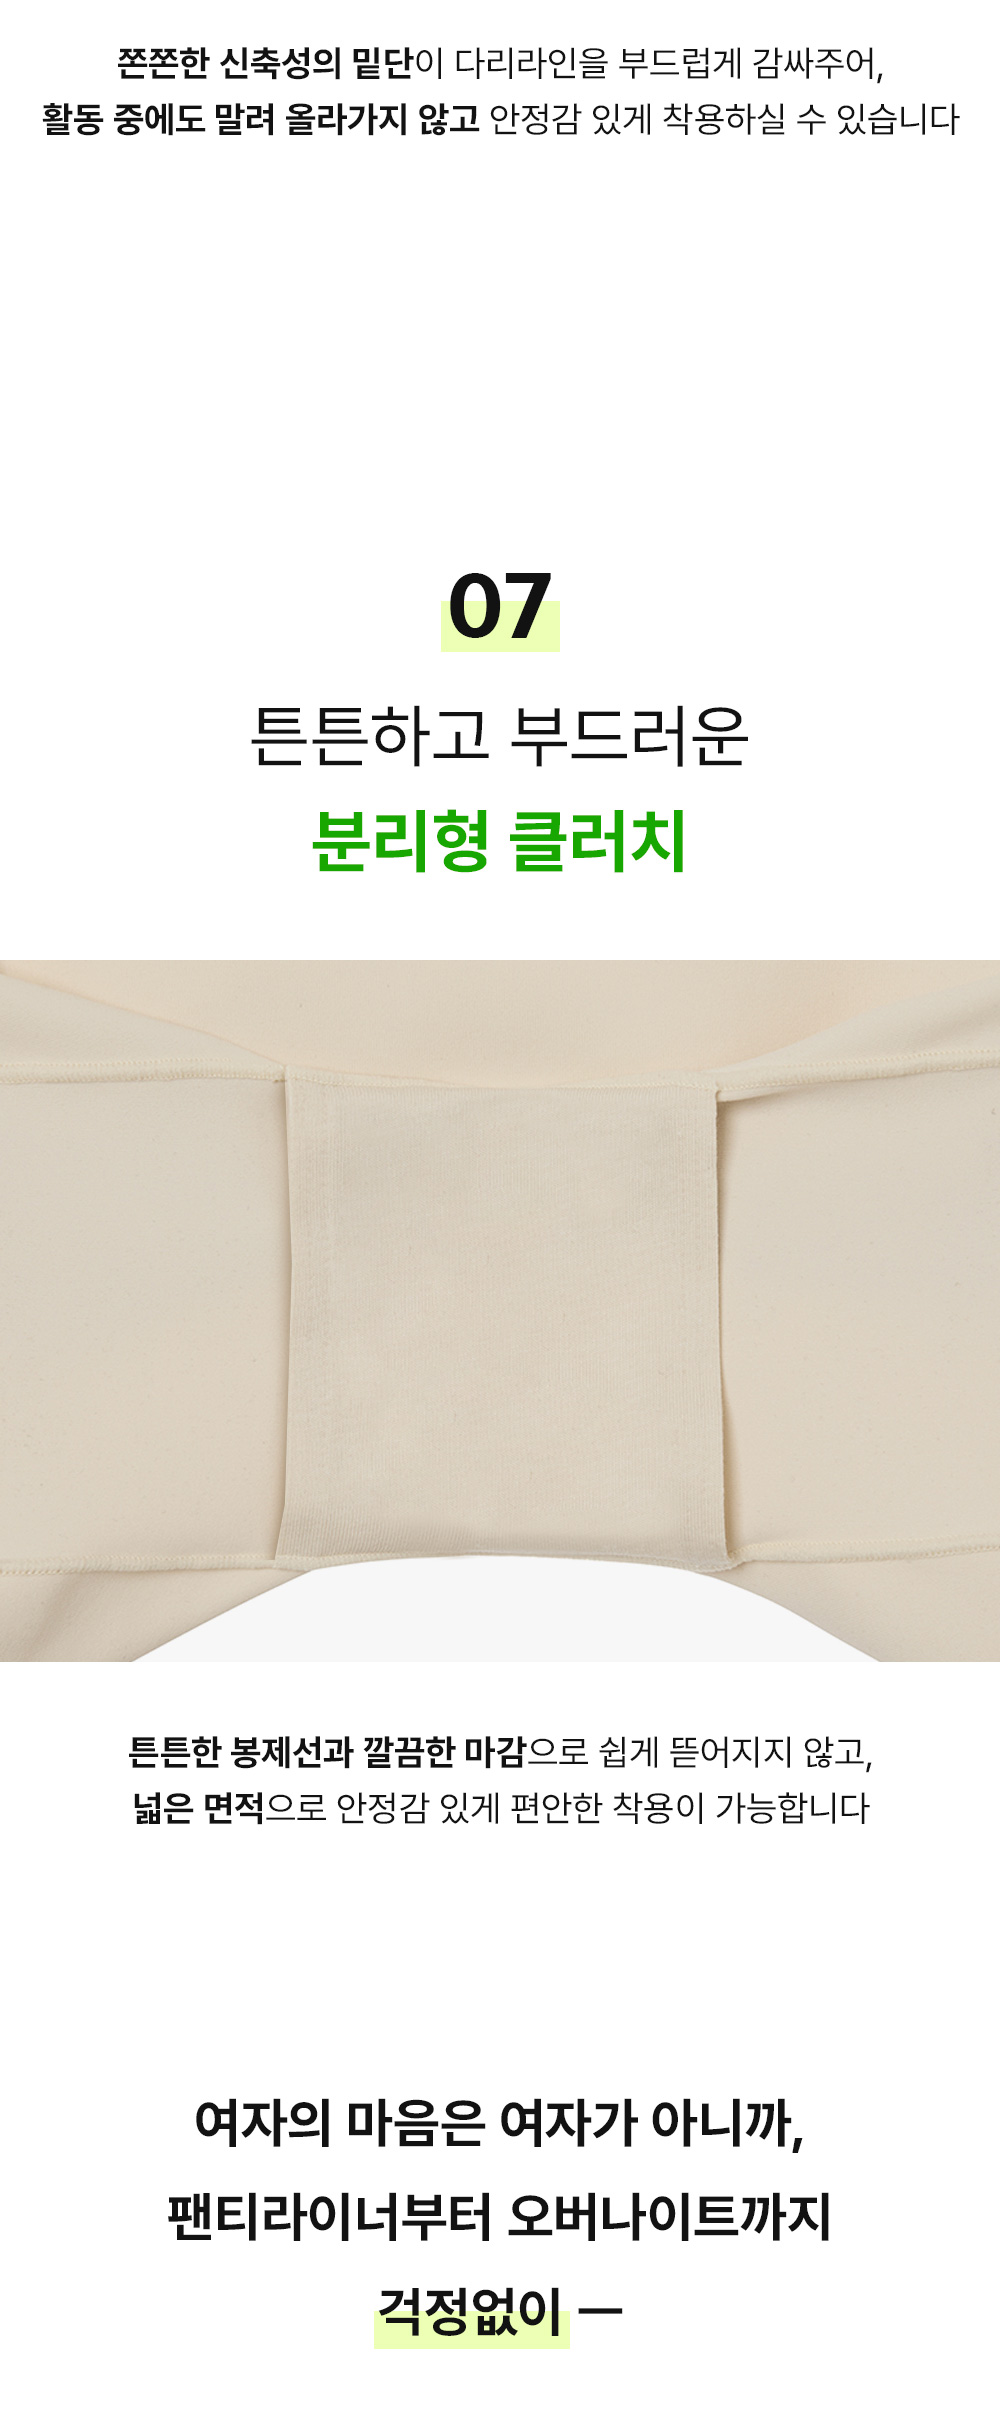 쫀쫀한 신축성의 밑단이 다리라인을 부드럽게 감싸주어,
활동 중에도 말려 올라가지 않고 안정감 있게 착용하실 수 있습니다
07
튼튼하고 부드러운
분리형 클러치
튼튼한 봉제선과 깔끔한 마감으로 쉽게 뜯어지지 않고,
넓은 면적으로 안정감 있게 편안한 착용이 가능합니다
여자의 마음은 여자가 아니까,
팬티라이너부터 오버나이트까지
걱정없이 —